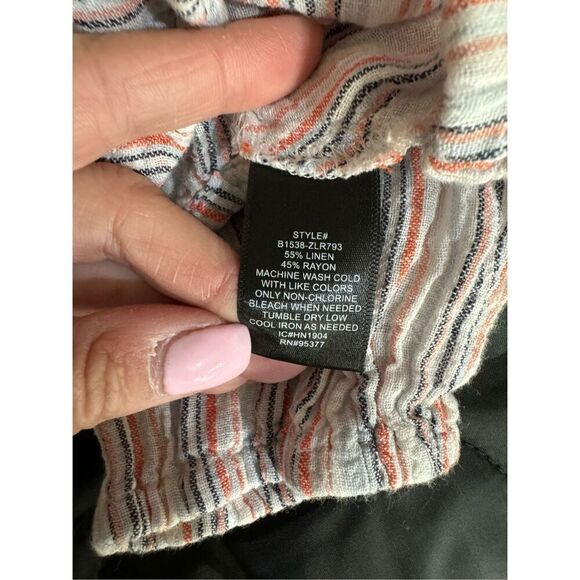 STYLE#
B1538-ZLR793
55% LINEN
45% RAYON
MACHINE WASH COLD
WITH LIKE COLORS
ONLY NON-CHLORINE
BLEACH WHEN NEEDED
TUMBLE DRY LOW
COOL IRON AS NEEDED
IC#HN1904
RN#95377